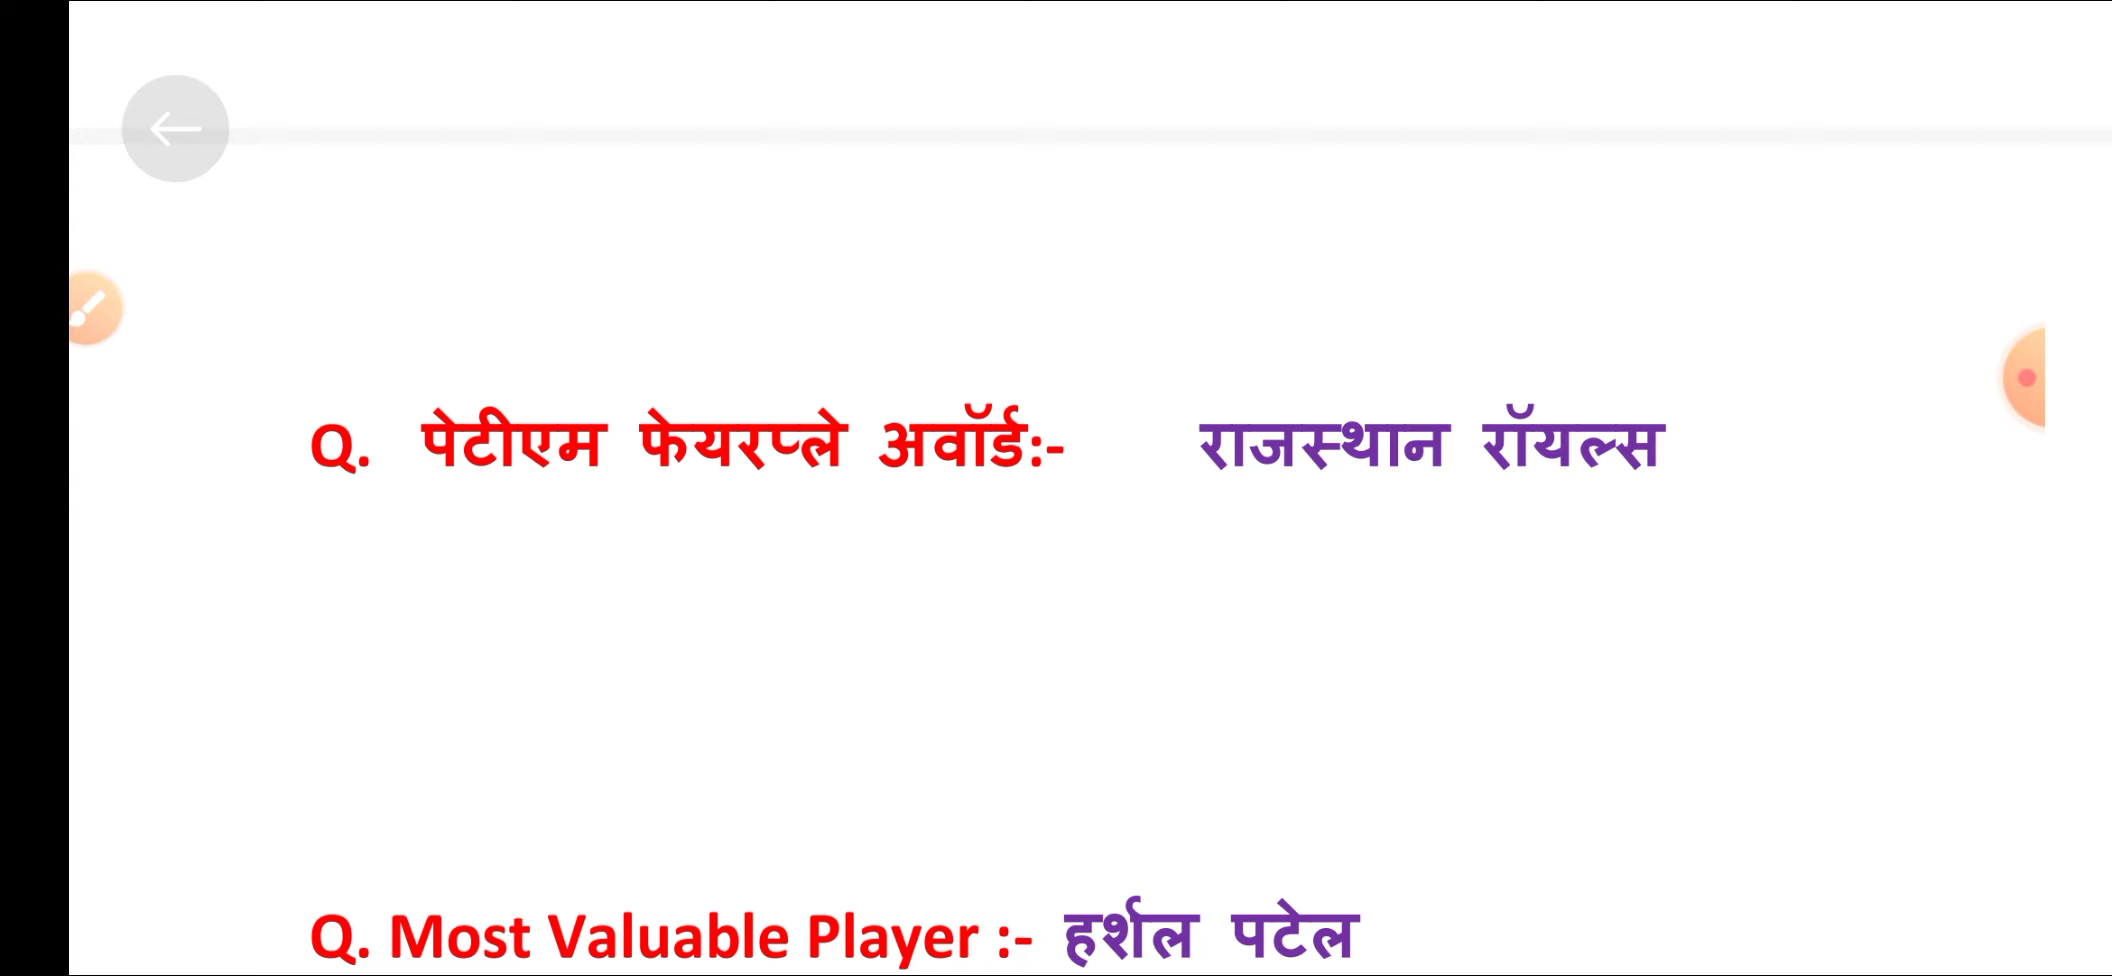 Q. पेटीएम फेयरप्ले अवॉर्ड:- राजस्थान रॉयल्स
Q. Most Valuable Player :- हर्शल पटेल